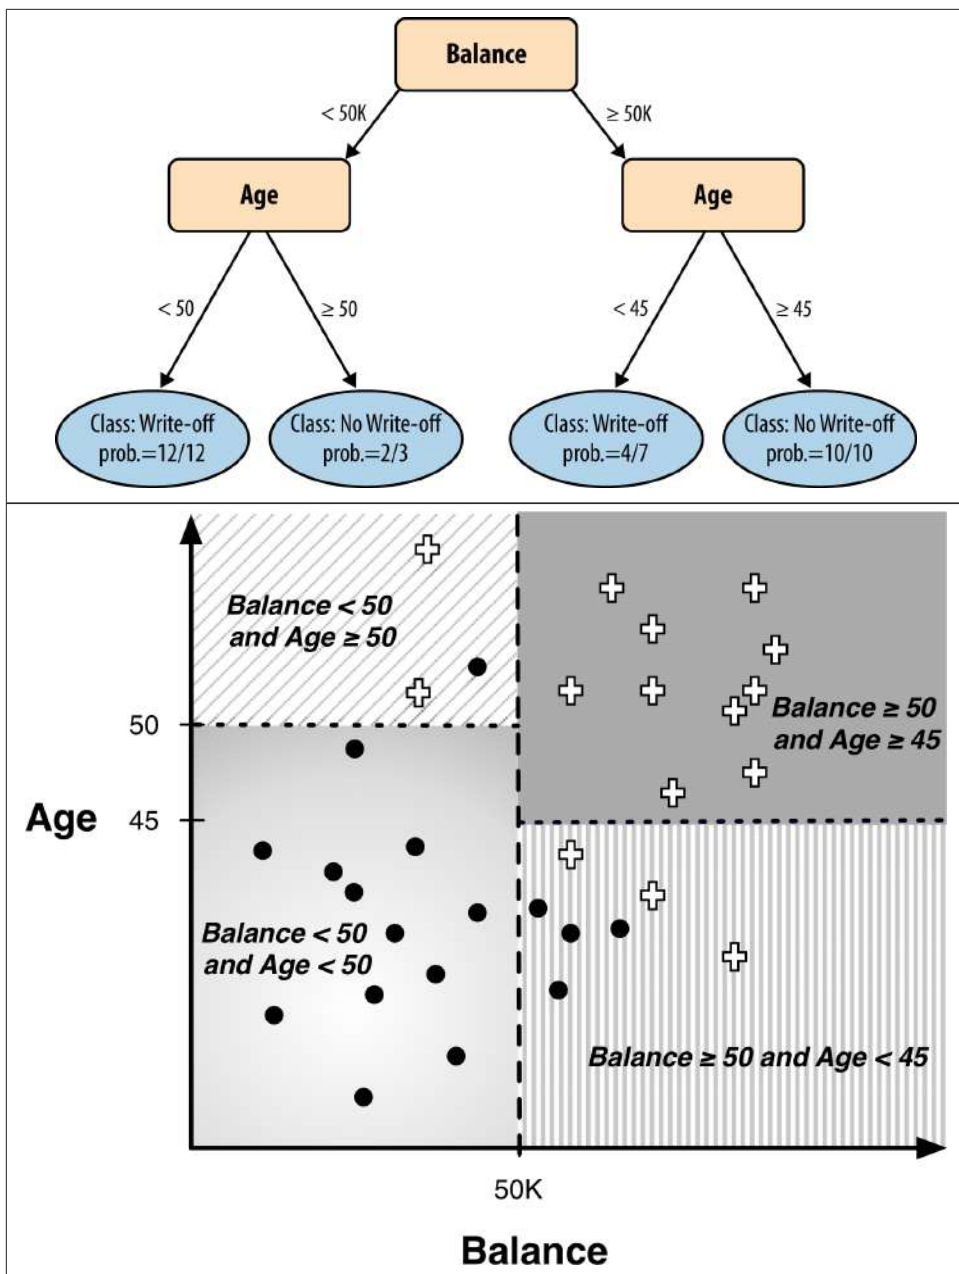 Balance
< 50K
≥ 50K
Age
Age
< 50
≥ 50
< 45
≥ 45
Class: Write-off
prob.=12/12
Class: No Write-off
prob.=2/3
Class: Write-off
prob.=4/7
Class: No Write-off
prob.=10/10
Balance < 50
and Age ≥ 50
Balance ≥ 50
and Age ≥ 45
50
Age
45
Balance < 50
and Age < 50
Balance ≥ 50 and Age < 45
50K
Balance